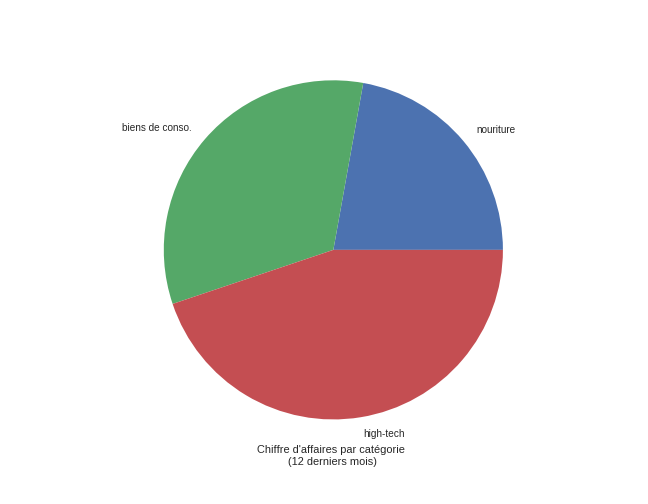 biens de conso.
nouriture
high-tech
Chiffre d'affaires par catégorie
(12 derniers mois)